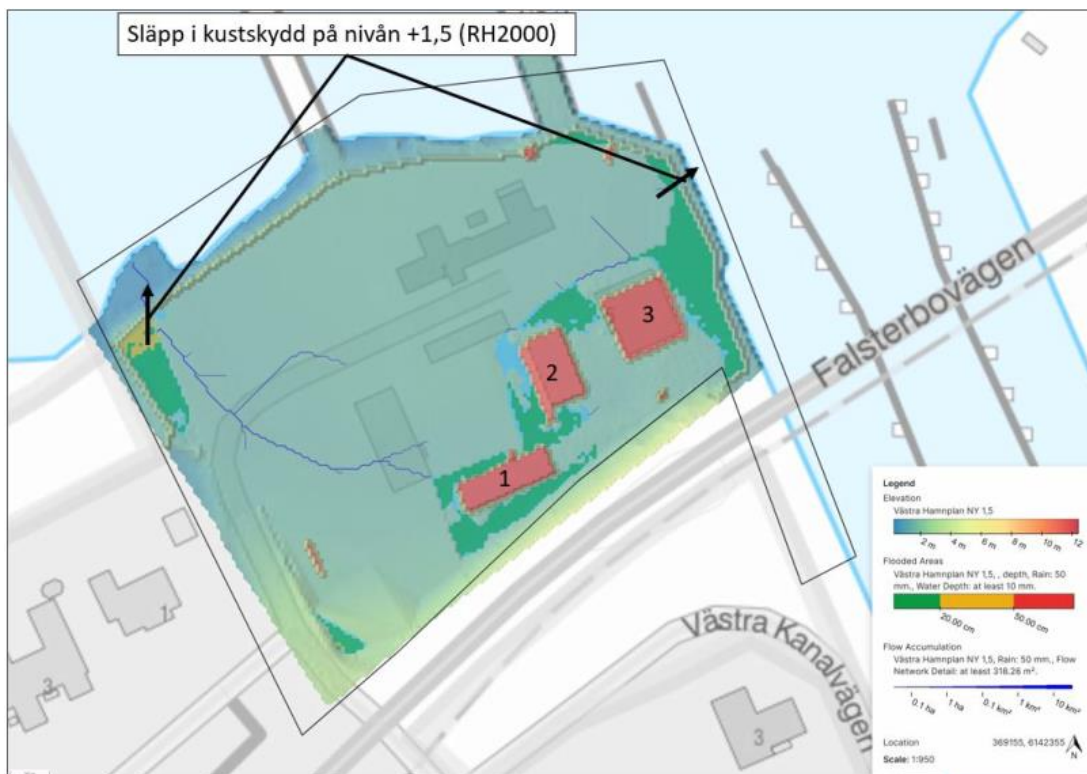 Släpp i kustskydd på nivån +1,5 (RH2000)
3
2
1
Falsterbovägen
Västra Kanalvägen
1
3
3
Legend
Elevation
Västra Hamnplan NY 1,5
2 m
4 m
6 m
8 m
10 m
12
Flooded Areas
Västra Hamnplan NY 1,5, , depth, Rain: 50
mm., Water Depth: at least 10 mm.
20.00 cm
50.00 cm
Flow Accumulation
Västra Hamnplan NY 1,5, Rain: 50 mm., Flow
Network Detail: at least 318.26 m².
0.1 ha
1 ha
0.1 km²
1 km²
10 km²
Location
369155, 6142355
Scale: 1:950
N